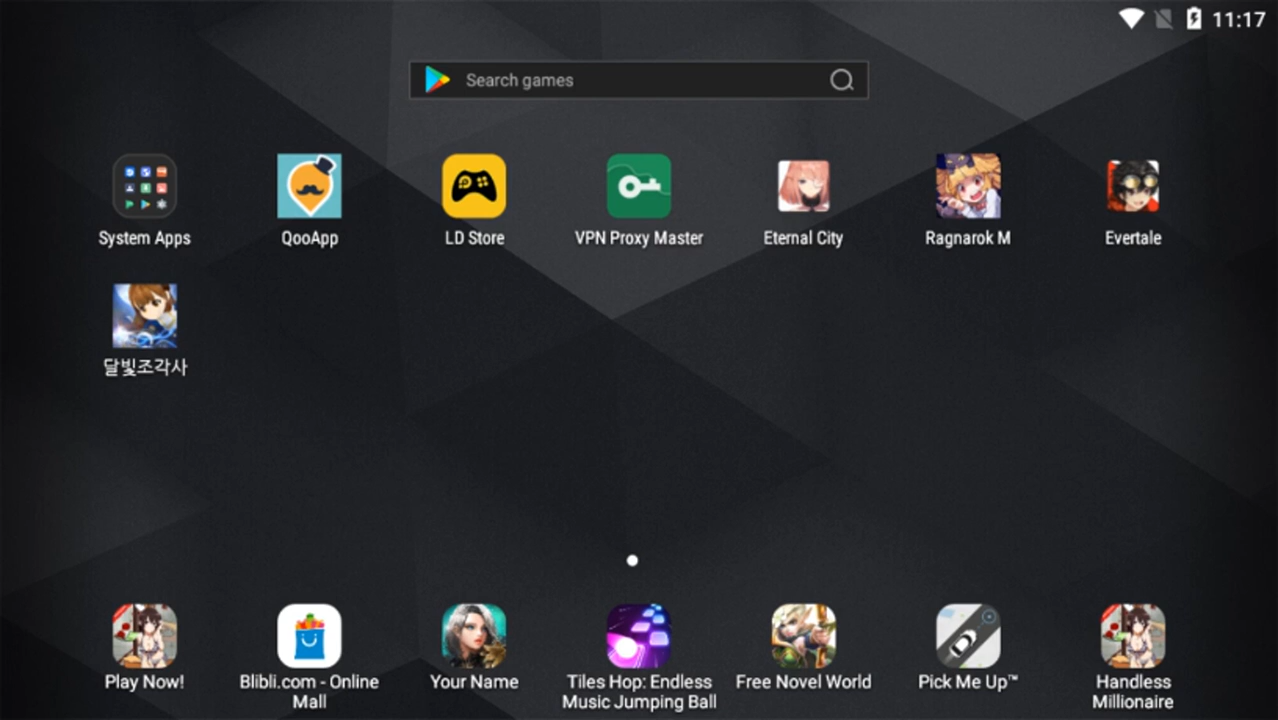 11:17
Search games
System Apps
QooApp
LD Store
VPN Proxy Master
Eternal City
Ragnarok M
Evertale
달빛조각사
Play Now!
Blibli.com - Online
Mall
Your Name
Tiles Hop: Endless
Music Jumping Ball
Free Novel World
Pick Me Up™
Handless
Millionaire